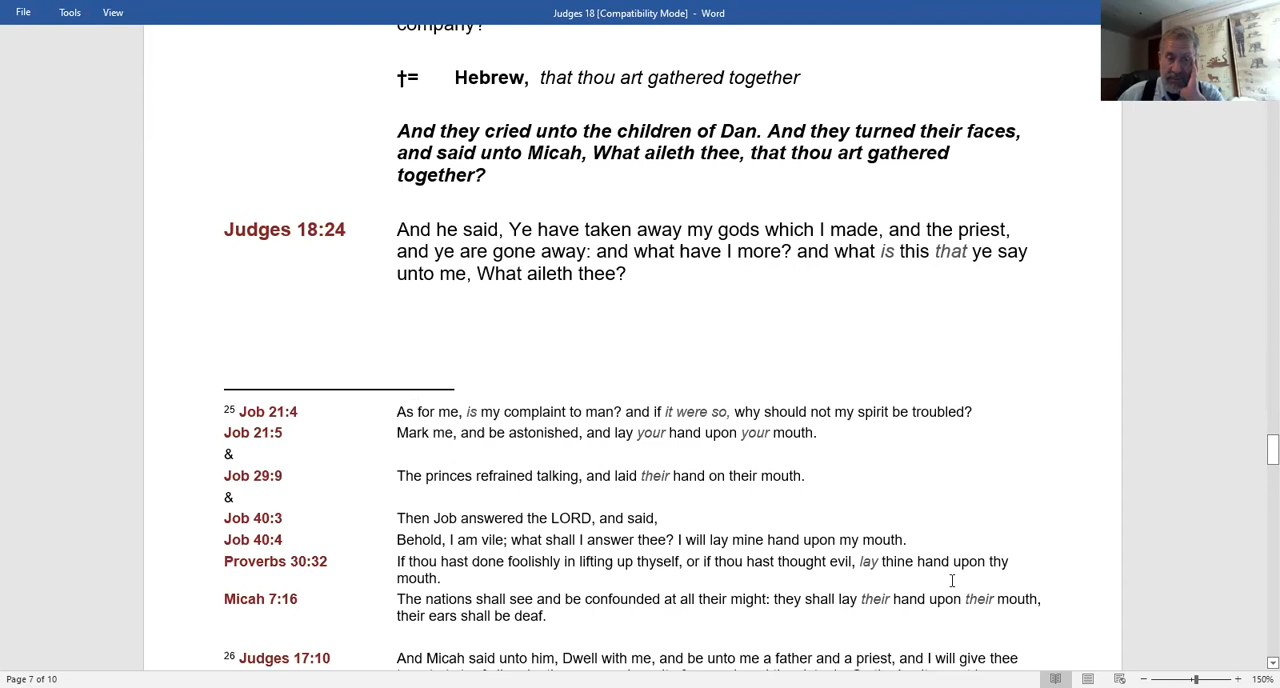 File Tools View Judges 18 [Compatibility Mode] - Word
company?
†= Hebrew, that thou art gathered together
And they cried unto the children of Dan. And they turned their faces,
and said unto Micah, What aileth thee, that thou art gathered
together?
Judges 18:24 And he said, Ye have taken away my gods which I made, and the priest,
and ye are gone away: and what have I more? and what is this that ye say
unto me, What aileth thee?
25 Job 21:4 As for me, is my complaint to man? and if it were so, why should not my spirit be troubled?
Job 21:5 Mark me, and be astonished, and lay your hand upon your mouth.
&
Job 29:9 The princes refrained talking, and laid their hand on their mouth.
&
Job 40:3 Then Job answered the LORD, and said,
Job 40:4 Behold, I am vile; what shall I answer thee? I will lay mine hand upon my mouth.
Proverbs 30:32 If thou hast done foolishly in lifting up thyself, or if thou hast thought evil, lay thine hand upon thy
mouth.
Micah 7:16 The nations shall see and be confounded at all their might: they shall lay their hand upon their mouth,
their ears shall be deaf.
26 Judges 17:10 And Micah said unto him, Dwell with me, and be unto me a father and a priest, and I will give thee
Page 7 of 10 150%